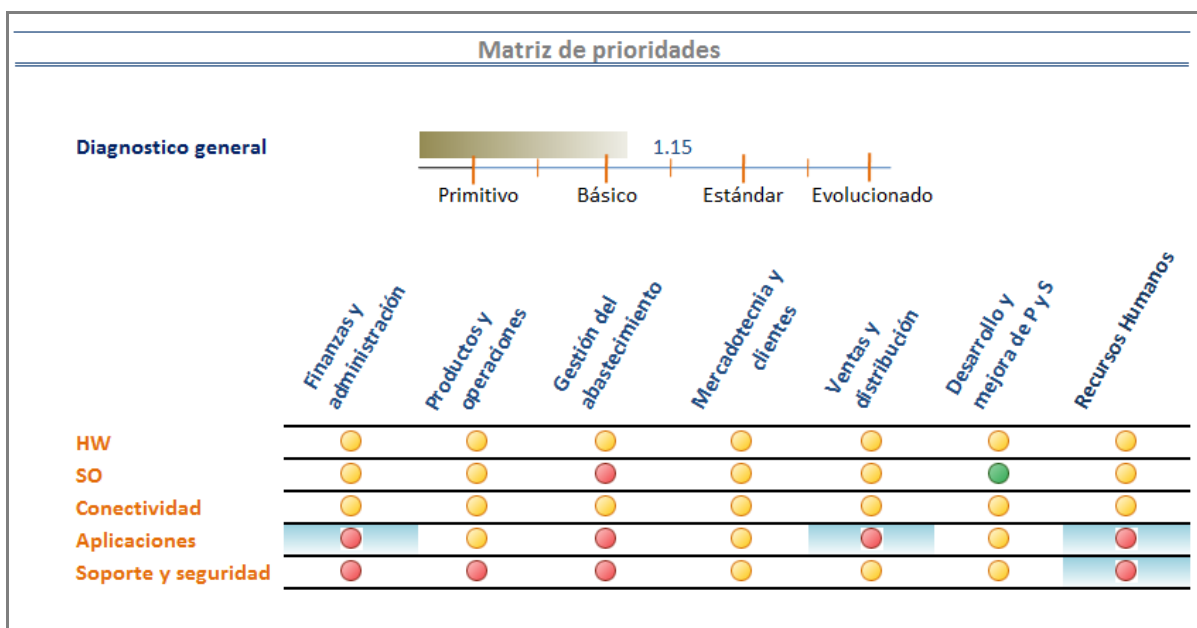 Matriz de prioridades
Diagnostico general
1.15
Primitivo
Básico
Estándar
Evolucionado
Finanzas y
administración
Productos y
operaciones
Gestión del
abastecimiento
Mercadotecnia y
clientes
Ventas y
distribución
Desarrollo y
mejora de P y S
Recursos Humanos
HW
SO
Conectividad
Aplicaciones
Soporte y seguridad